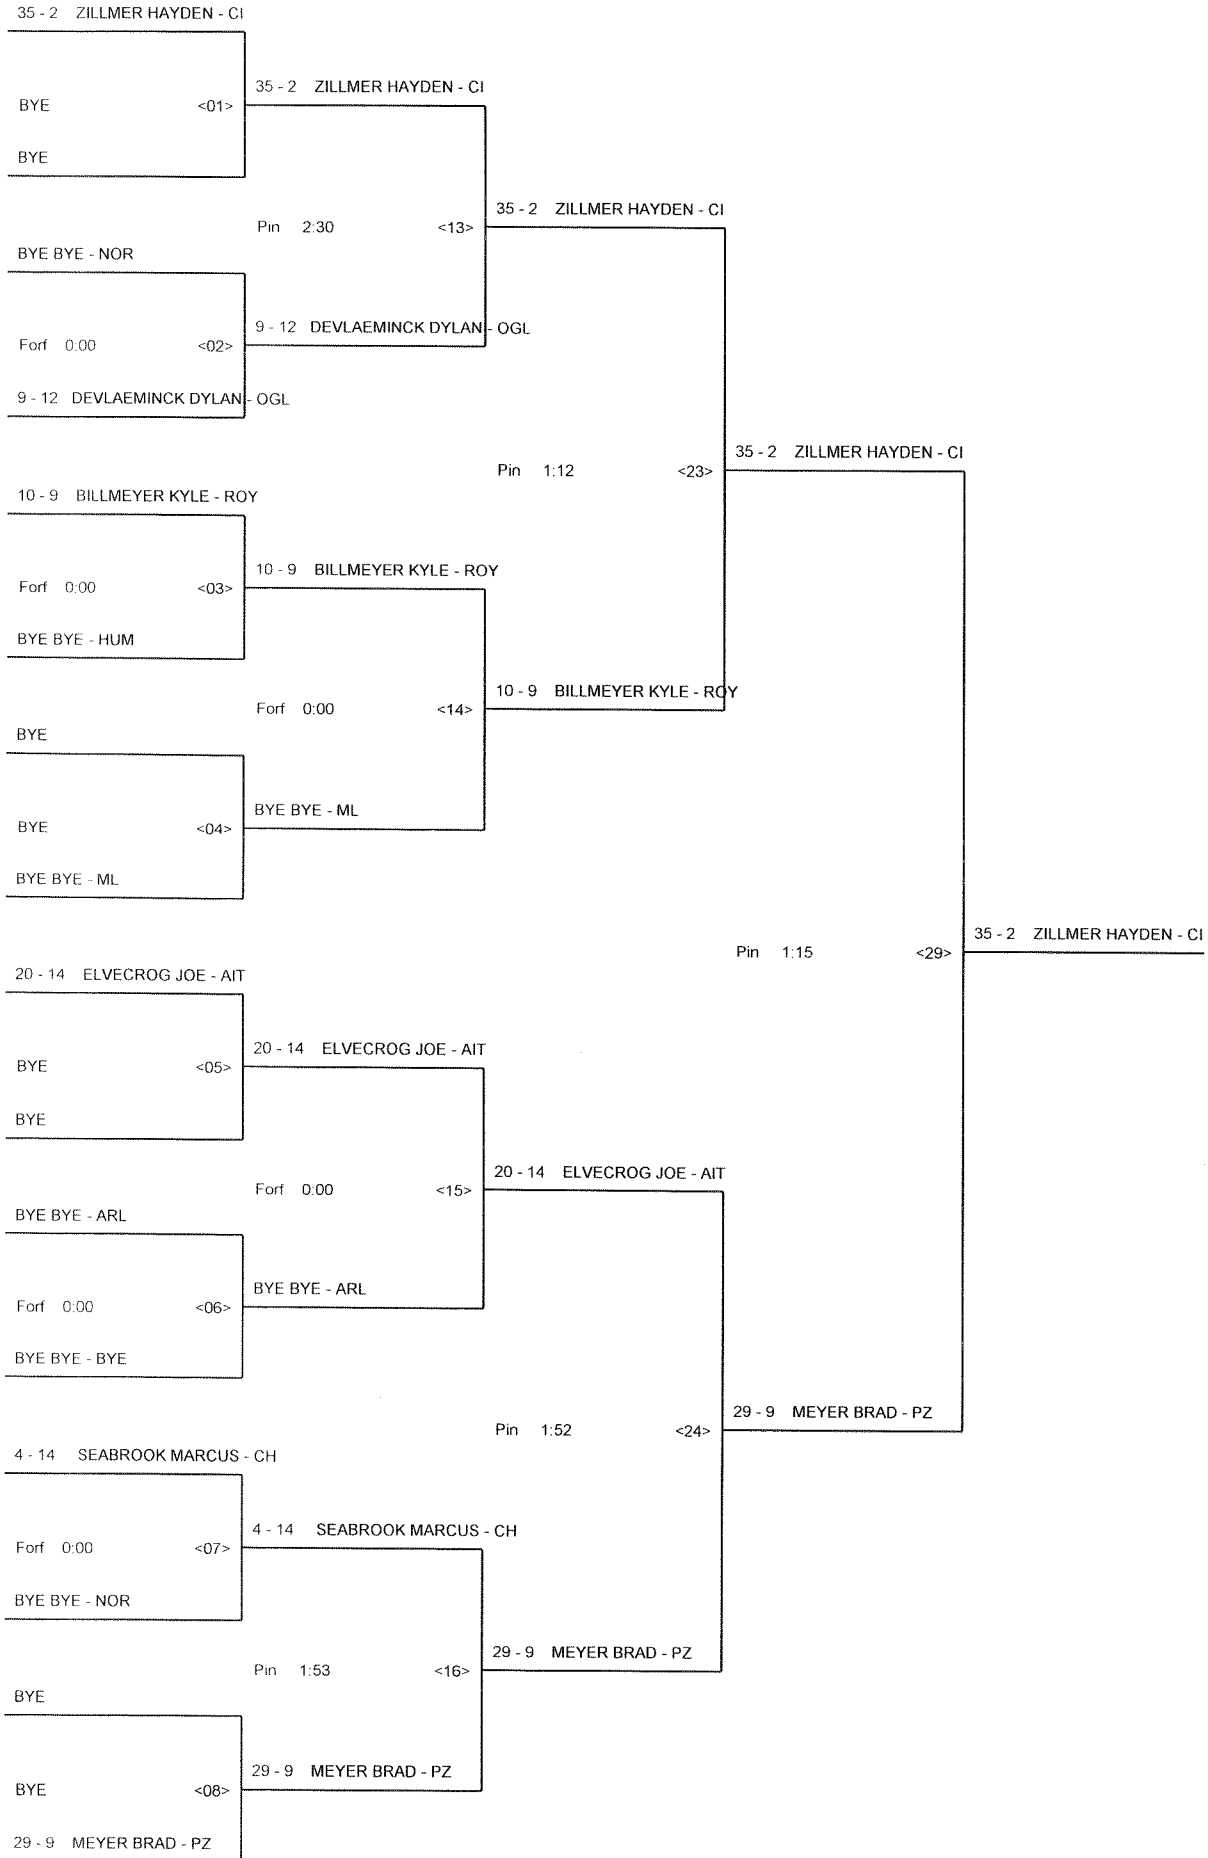 35 - 2 ZILLMER HAYDEN - CI
35 - 2 ZILLMER HAYDEN - CI
BYE <01>
BYE
35 - 2 ZILLMER HAYDEN - CI
Pin 2:30 <13>
BYE BYE - NOR
9 - 12 DEVLAEMINCK DYLAN - OGL
Forf 0:00 <02>
9 - 12 DEVLAEMINCK DYLAN - OGL
35 - 2 ZILLMER HAYDEN - CI
Pin 1:12 <23>
10 - 9 BILLMEYER KYLE - ROY
10 - 9 BILLMEYER KYLE - ROY
Forf 0:00 <03>
BYE BYE - HUM
10 - 9 BILLMEYER KYLE - ROY
Forf 0:00 <14>
BYE
BYE BYE - ML
BYE <04>
BYE BYE - ML
35 - 2 ZILLMER HAYDEN - CI
Pin 1:15 <29>
20 - 14 ELVECROG JOE - AIT
20 - 14 ELVECROG JOE - AIT
BYE <05>
BYE
20 - 14 ELVECROG JOE - AIT
Forf 0:00 <15>
BYE BYE - ARL
BYE BYE - ARL
Forf 0:00 <06>
BYE BYE - BYE
29 - 9 MEYER BRAD - PZ
Pin 1:52 <24>
4 - 14 SEABROOK MARCUS - CH
4 - 14 SEABROOK MARCUS - CH
Forf 0:00 <07>
BYE BYE - NOR
29 - 9 MEYER BRAD - PZ
Pin 1:53 <16>
BYE
29 - 9 MEYER BRAD - PZ
BYE <08>
29 - 9 MEYER BRAD - PZ